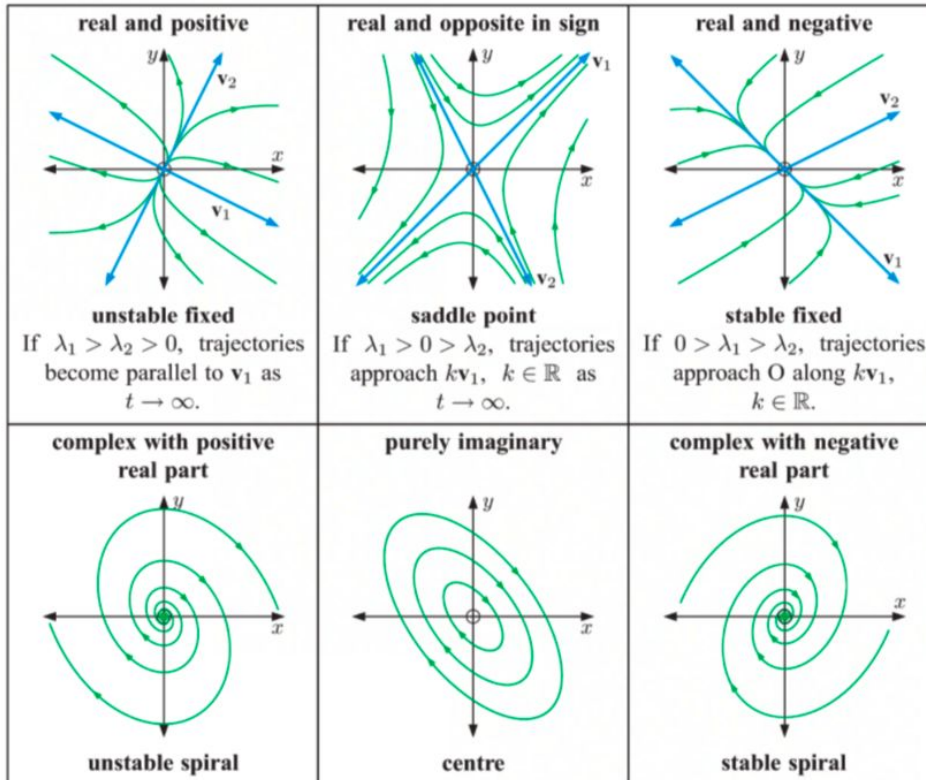 real and positive
y
v₂
x
v₁
unstable fixed
If λ₁ > λ₂ > 0, trajectories
become parallel to v₁ as
t → ∞.
real and opposite in sign
y
v₁
x
v₂
saddle point
If λ₁ > 0 > λ₂, trajectories
approach kv₁, k ∈ ℝ as
t → ∞.
real and negative
y
v₂
x
v₁
stable fixed
If 0 > λ₁ > λ₂, trajectories
approach O along kv₁,
k ∈ ℝ.
complex with positive
real part
y
x
unstable spiral
purely imaginary
y
x
centre
complex with negative
real part
y
x
stable spiral